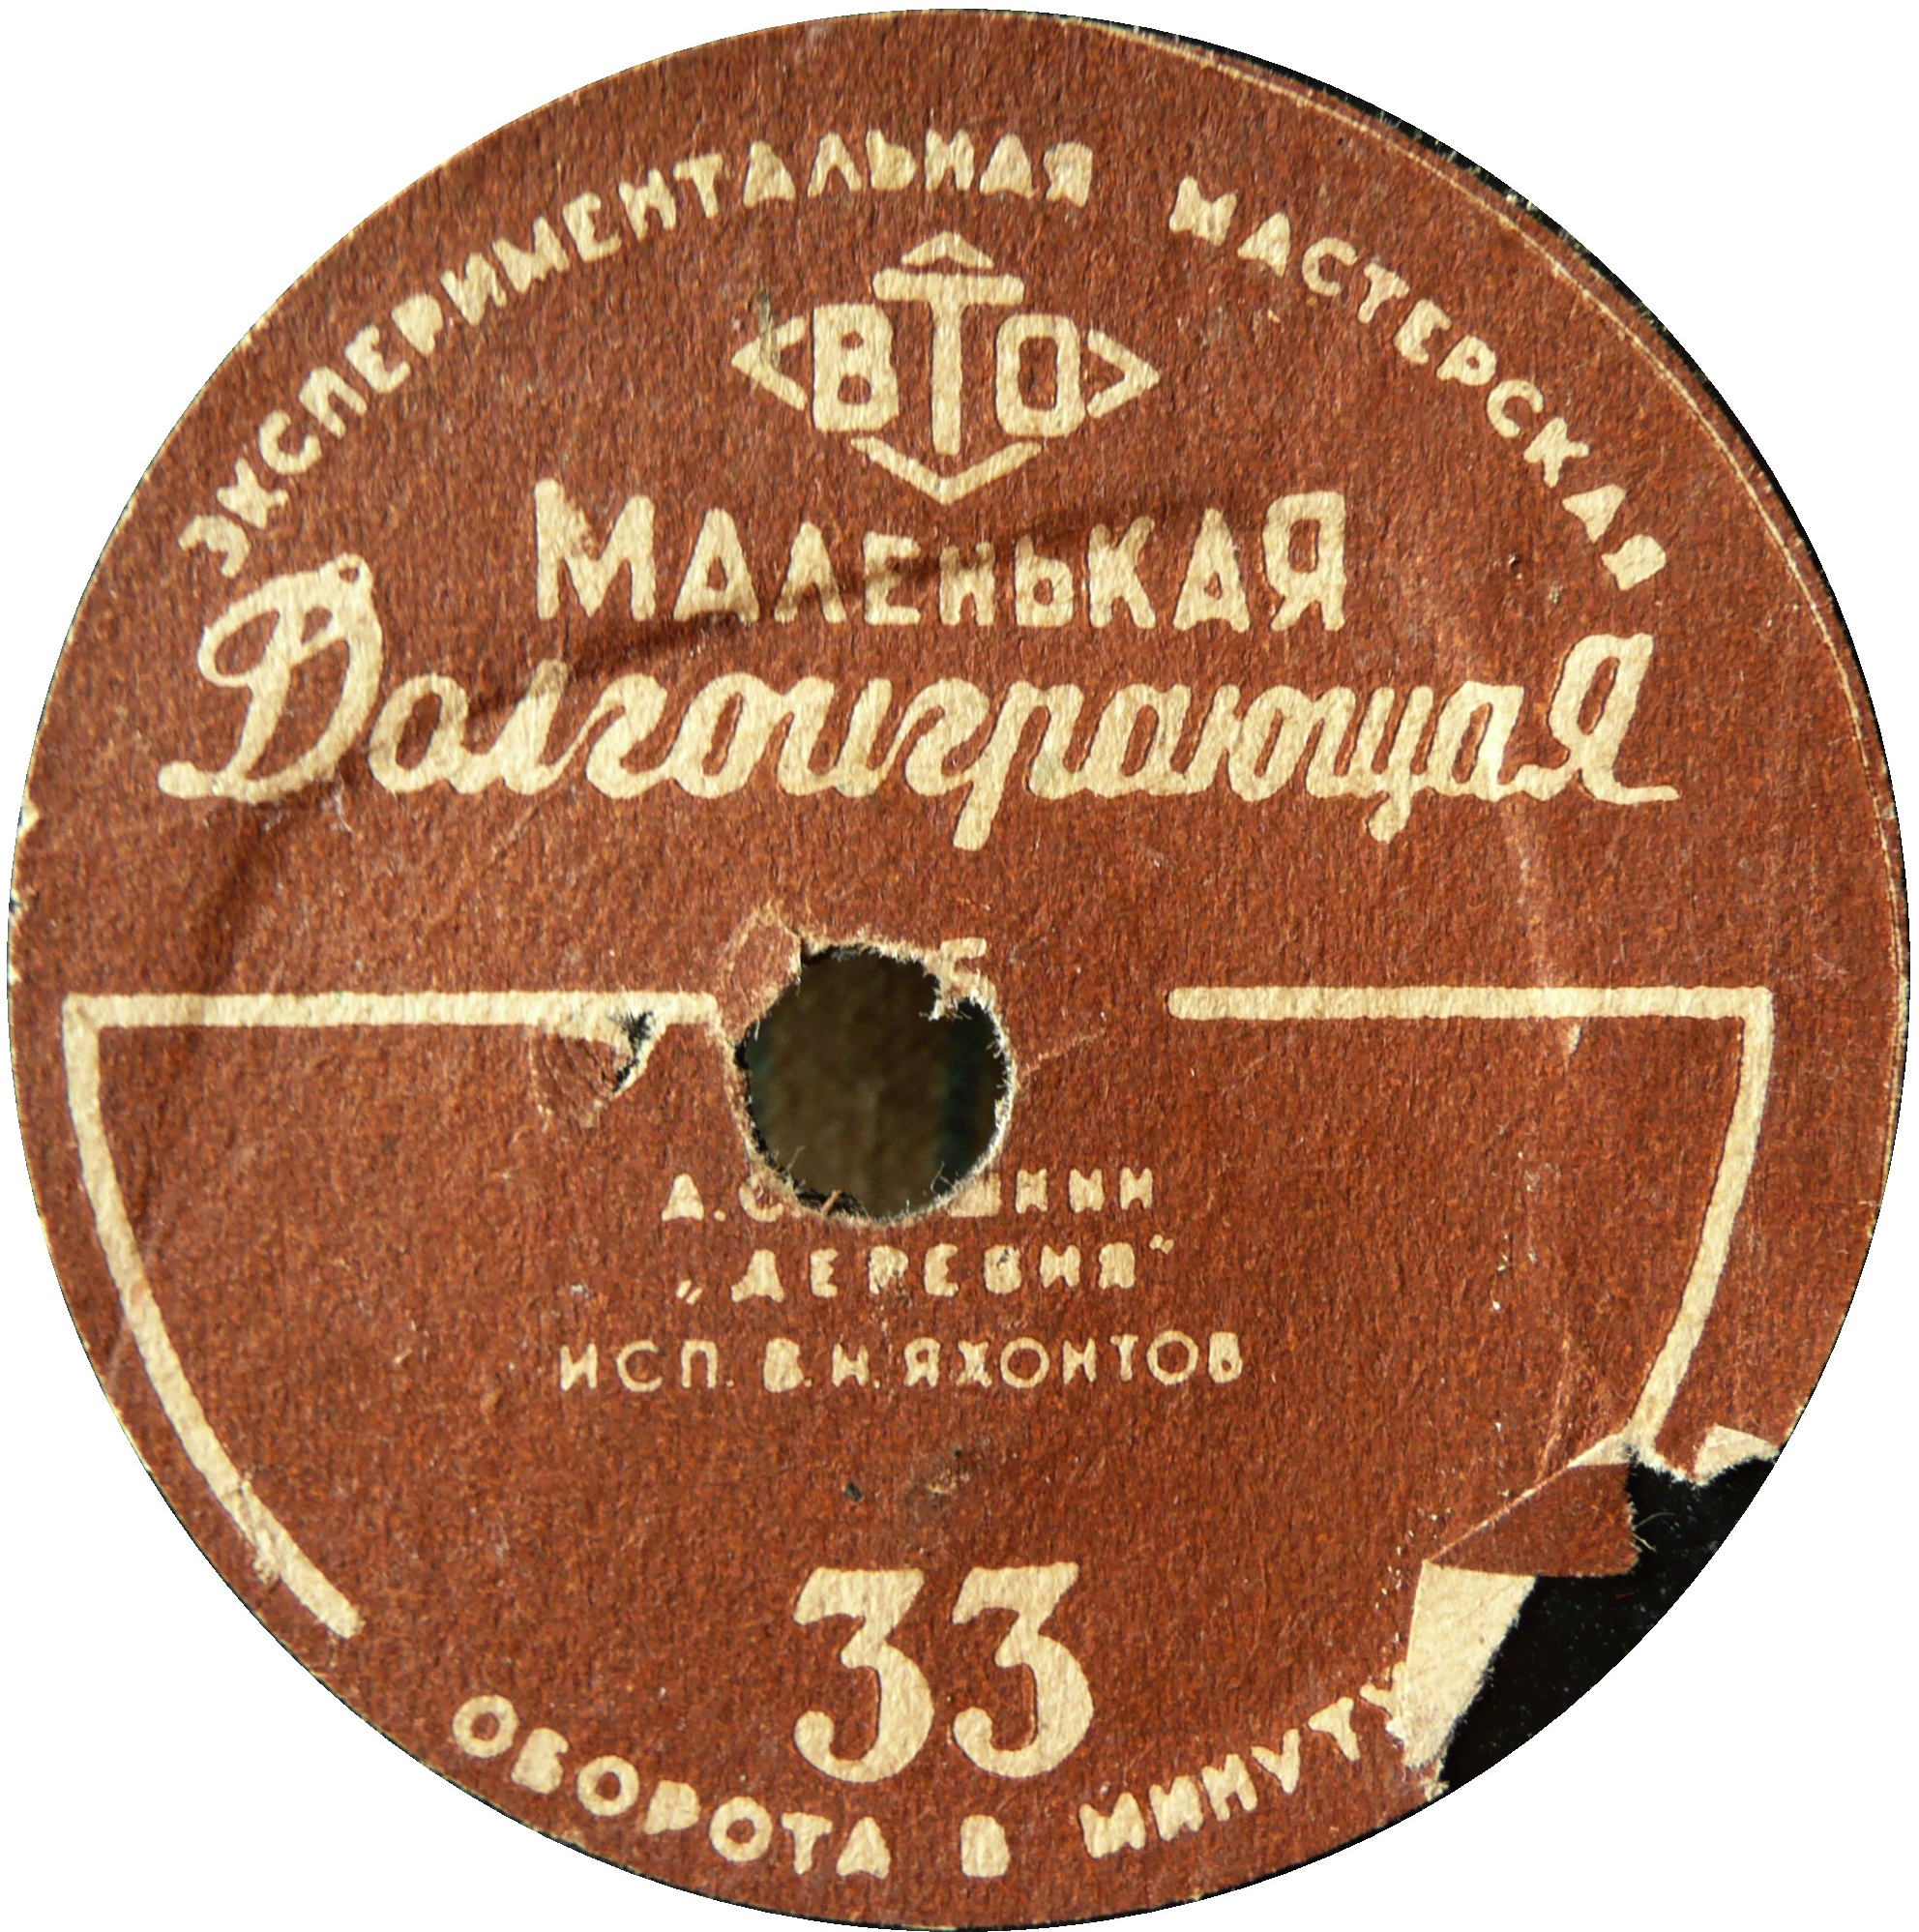 ЭКСПЕРИМЕНТАЛЬНАЯ МАСТЕРСКАЯ
ВТО
МАЛЕНЬКАЯ
Долгоиграющая
„ДЕРЕВНЯ“
ИСП. В.Н. ЯХОНТОВ
33
ОБОРОТА В МИНУТУ